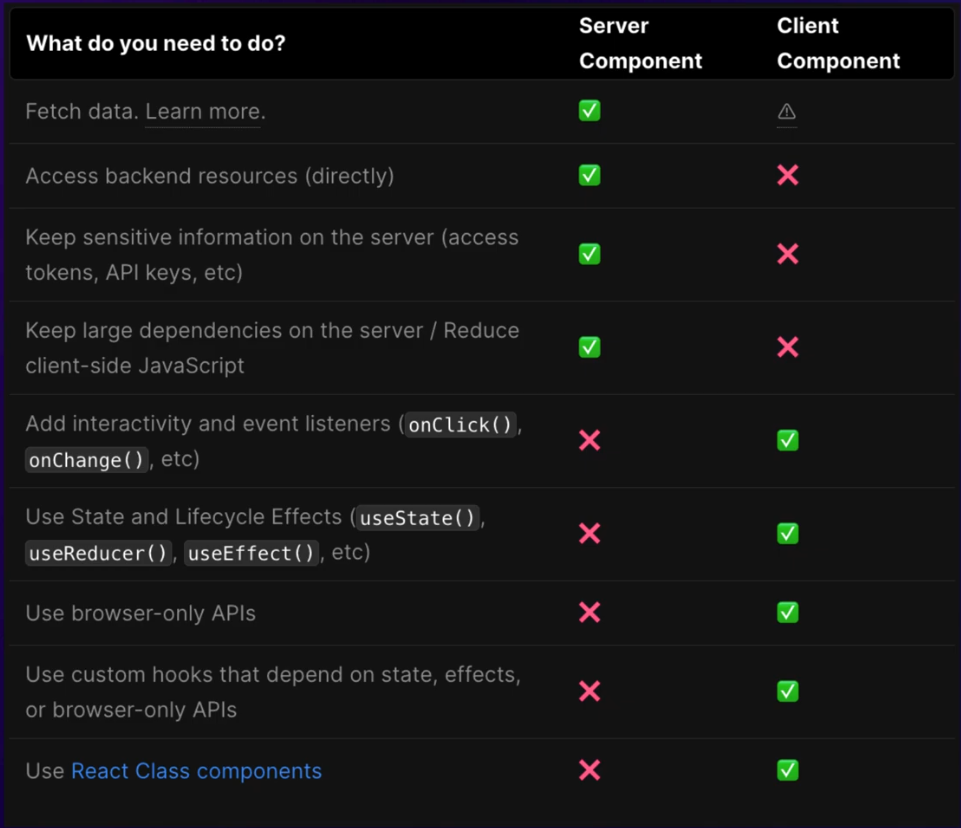 What do you need to do?
Server
Component
Client
Component
Fetch data. Learn more.
Access backend resources (directly)
Keep sensitive information on the server (access
tokens, API keys, etc)
Keep large dependencies on the server / Reduce
client-side JavaScript
Add interactivity and event listeners (onClick(),
onChange(), etc)
Use State and Lifecycle Effects (useState(),
useReducer(), useEffect(), etc)
Use browser-only APIs
Use custom hooks that depend on state, effects,
or browser-only APIs
Use React Class components